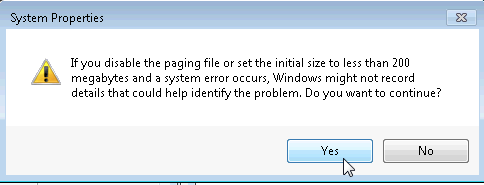 System Properties
If you disable the paging file or set the initial size to less than 200
megabytes and a system error occurs, Windows might not record
details that could help identify the problem. Do you want to continue?
Yes
No